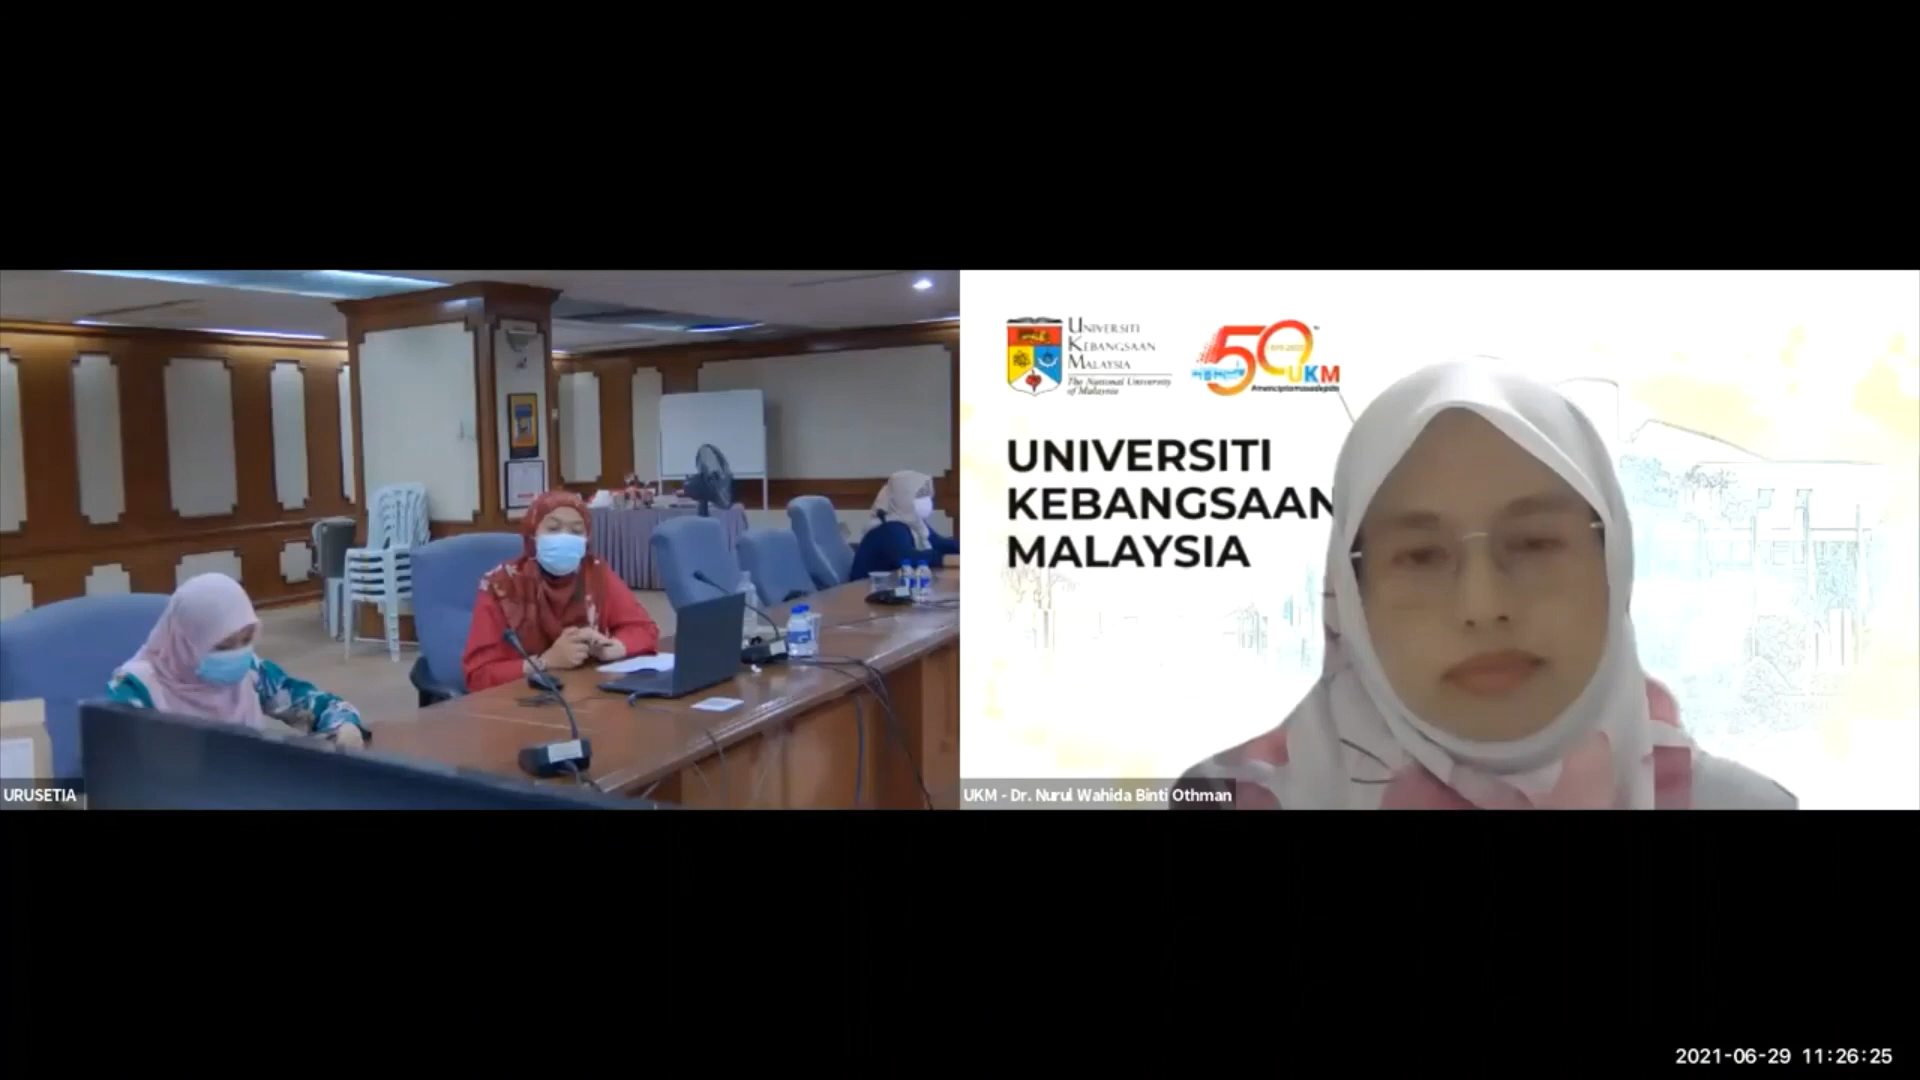 UNIVERSITI
KEBANGSAAN
MALAYSIA
The National University
of Malaysia
50
UKM
UNIVERSITI
KEBANGSAAN
MALAYSIA
URUSETIA
UKM - Dr. Nurul Wahida Binti Othman
2021-06-29 11:26:25